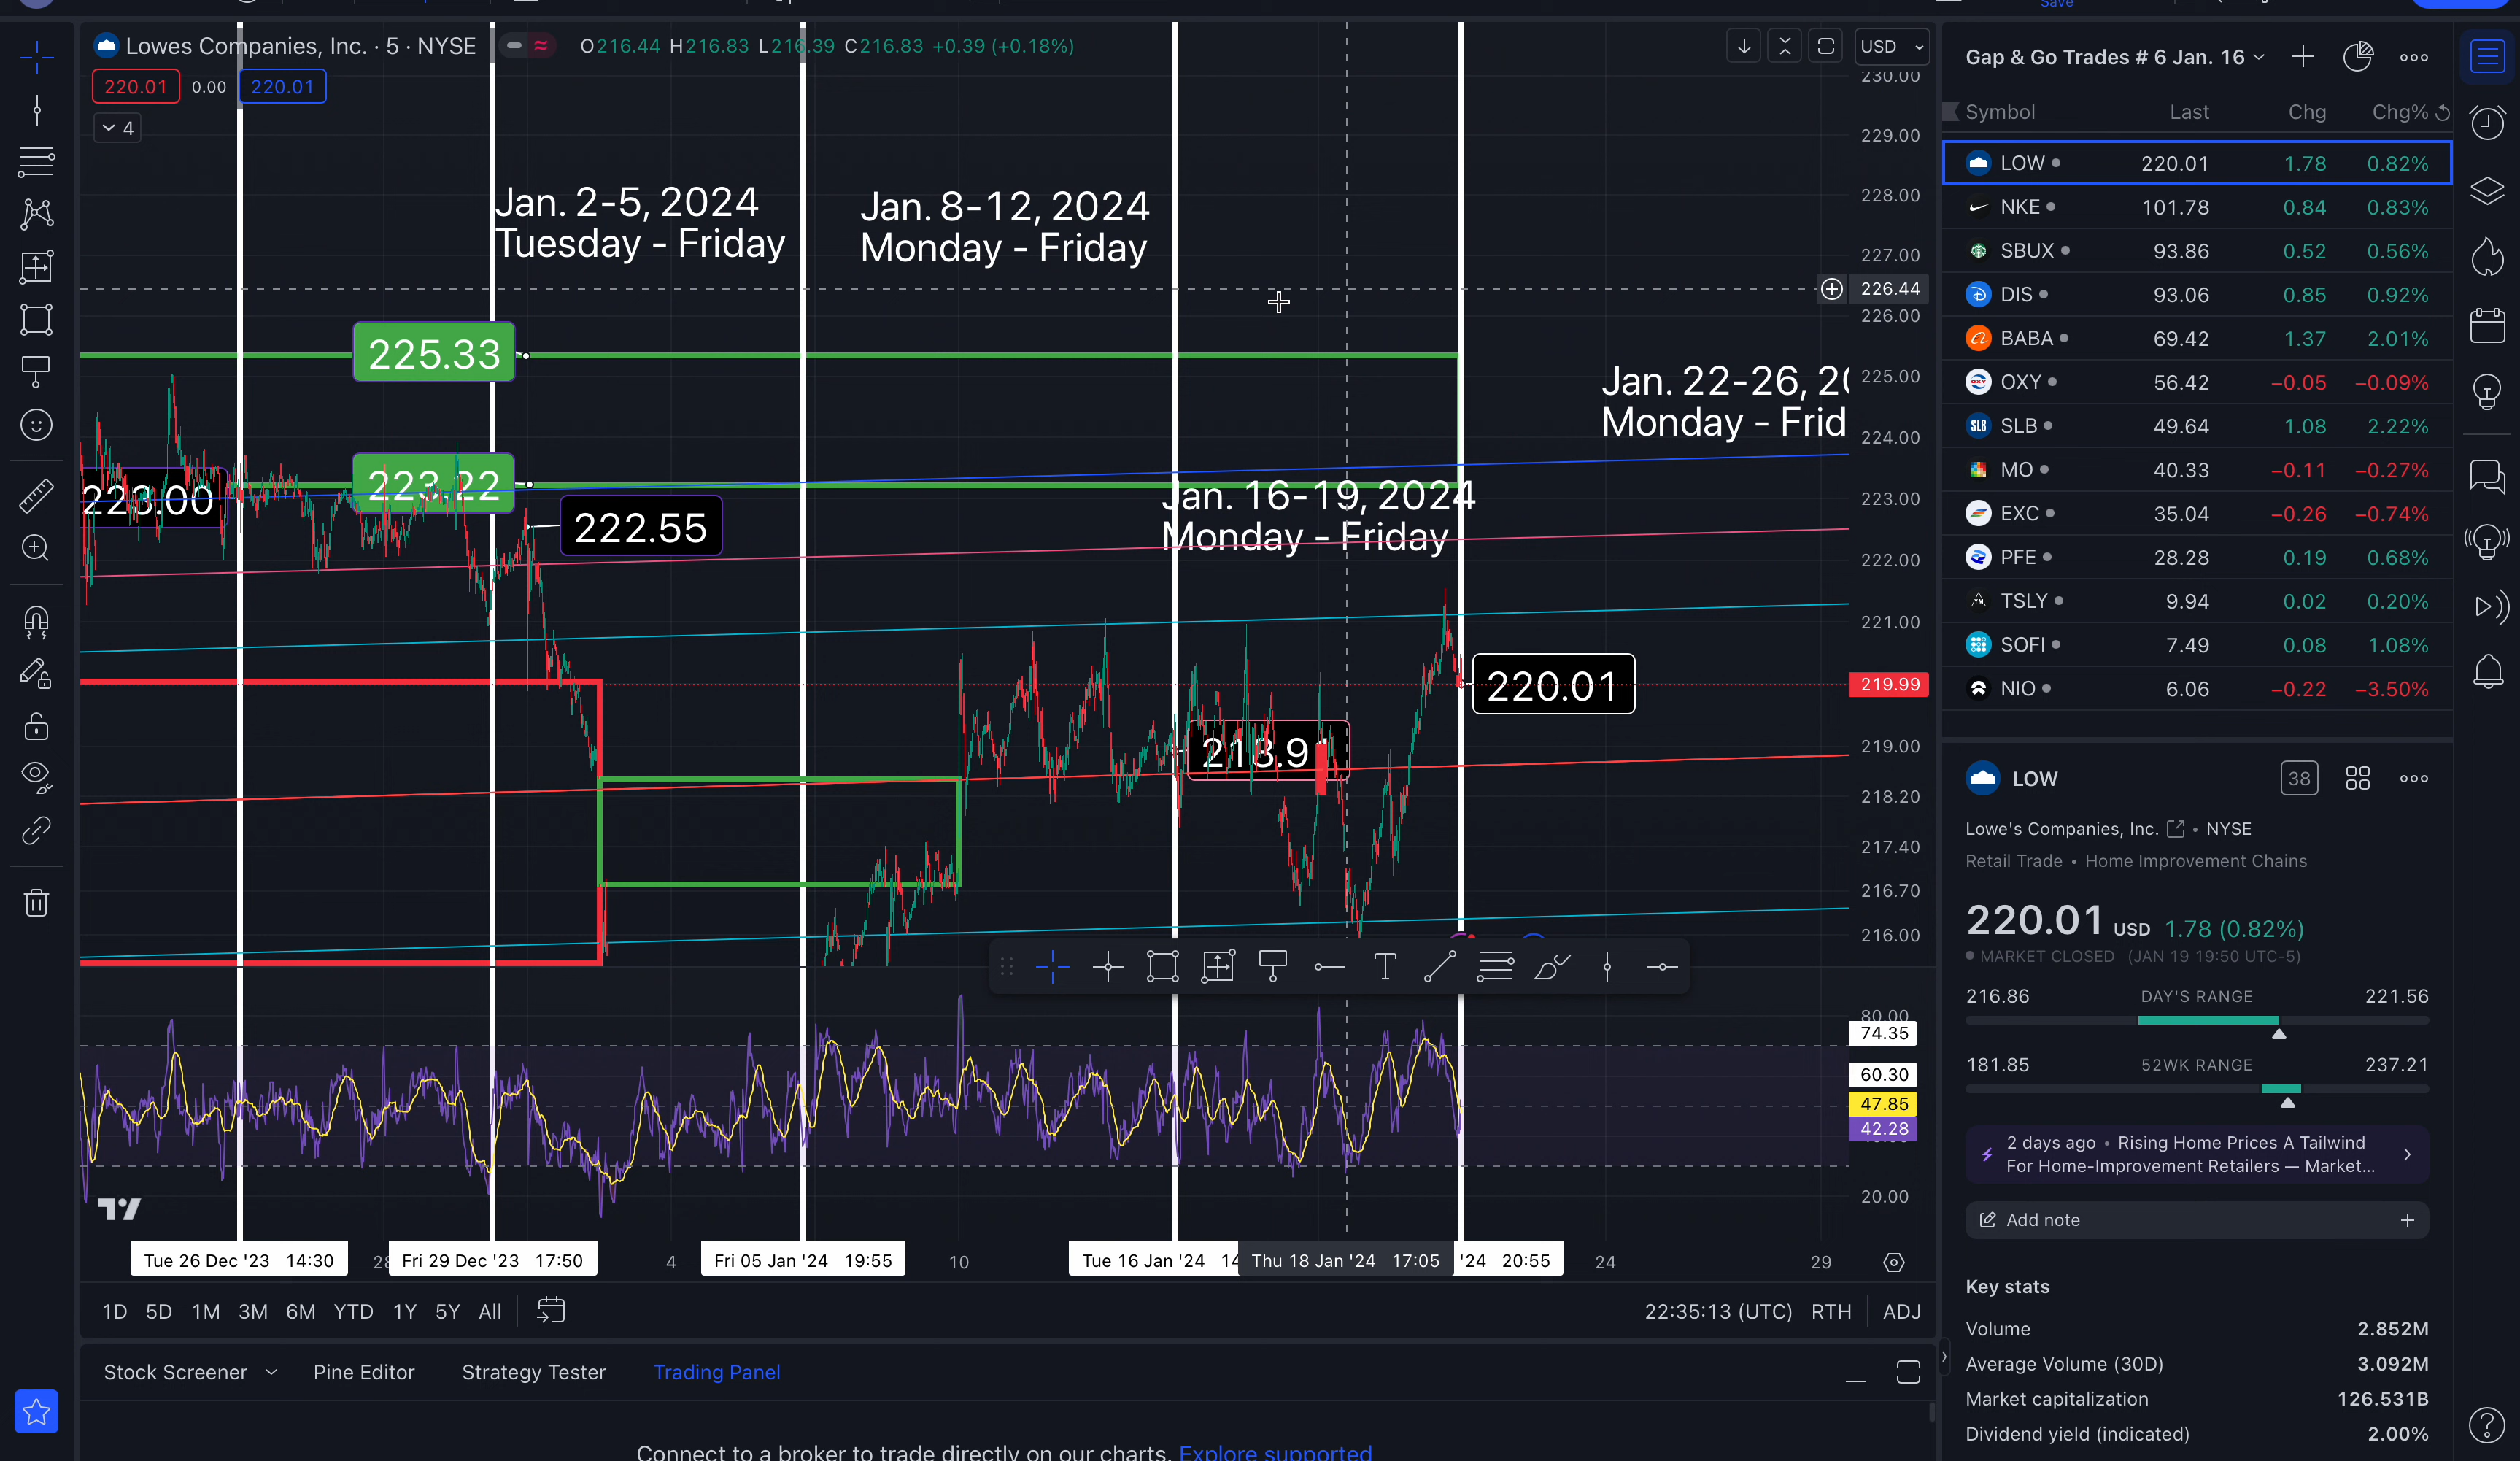 Save
Lowes Companies, Inc. · 5 · NYSE
O216.44 H216.83 L216.39 C216.83 +0.39 (+0.18%)
USD
220.01 0.00 220.01
4
230.00
229.00
228.00
227.00
226.44
226.00
225.00
224.00
223.00
222.00
221.00
219.99
219.00
218.20
217.40
216.70
216.00
Jan. 2-5, 2024
Tuesday - Friday
Jan. 8-12, 2024
Monday - Friday
Jan. 22-26, 2(
Monday - Frid
Jan. 16-19, 2024
Monday - Friday
225.33
223.22
223.00
222.55
220.01
218.9
80.00
74.35
60.30
47.85
42.28
20.00
Tue 26 Dec '23 14:30
28
Fri 29 Dec '23 17:50
4
Fri 05 Jan '24 19:55
10
Tue 16 Jan '24 14
Thu 18 Jan '24 17:05
'24 20:55
24
29
1D 5D 1M 3M 6M YTD 1Y 5Y All
22:35:13 (UTC) RTH ADJ
Stock Screener Pine Editor Strategy Tester Trading Panel
Connect to a broker to trade directly on our charts. Explore supported
Gap & Go Trades # 6 Jan. 16
Symbol Last Chg Chg%
LOW 220.01 1.78 0.82%
NKE 101.78 0.84 0.83%
SBUX 93.86 0.52 0.56%
DIS 93.06 0.85 0.92%
BABA 69.42 1.37 2.01%
OXY 56.42 −0.05 −0.09%
SLB 49.64 1.08 2.22%
MO 40.33 −0.11 −0.27%
EXC 35.04 −0.26 −0.74%
PFE 28.28 0.19 0.68%
TSLY 9.94 0.02 0.20%
SOFI 7.49 0.08 1.08%
NIO 6.06 −0.22 −3.50%
LOW
38
Lowe's Companies, Inc. • NYSE
Retail Trade • Home Improvement Chains
220.01 USD 1.78 (0.82%)
MARKET CLOSED (JAN 19 19:50 UTC-5)
216.86 DAY'S RANGE 221.56
181.85 52WK RANGE 237.21
2 days ago • Rising Home Prices A Tailwind
For Home-Improvement Retailers — Market...
Add note
Key stats
Volume 2.852M
Average Volume (30D) 3.092M
Market capitalization 126.531B
Dividend yield (indicated) 2.00%